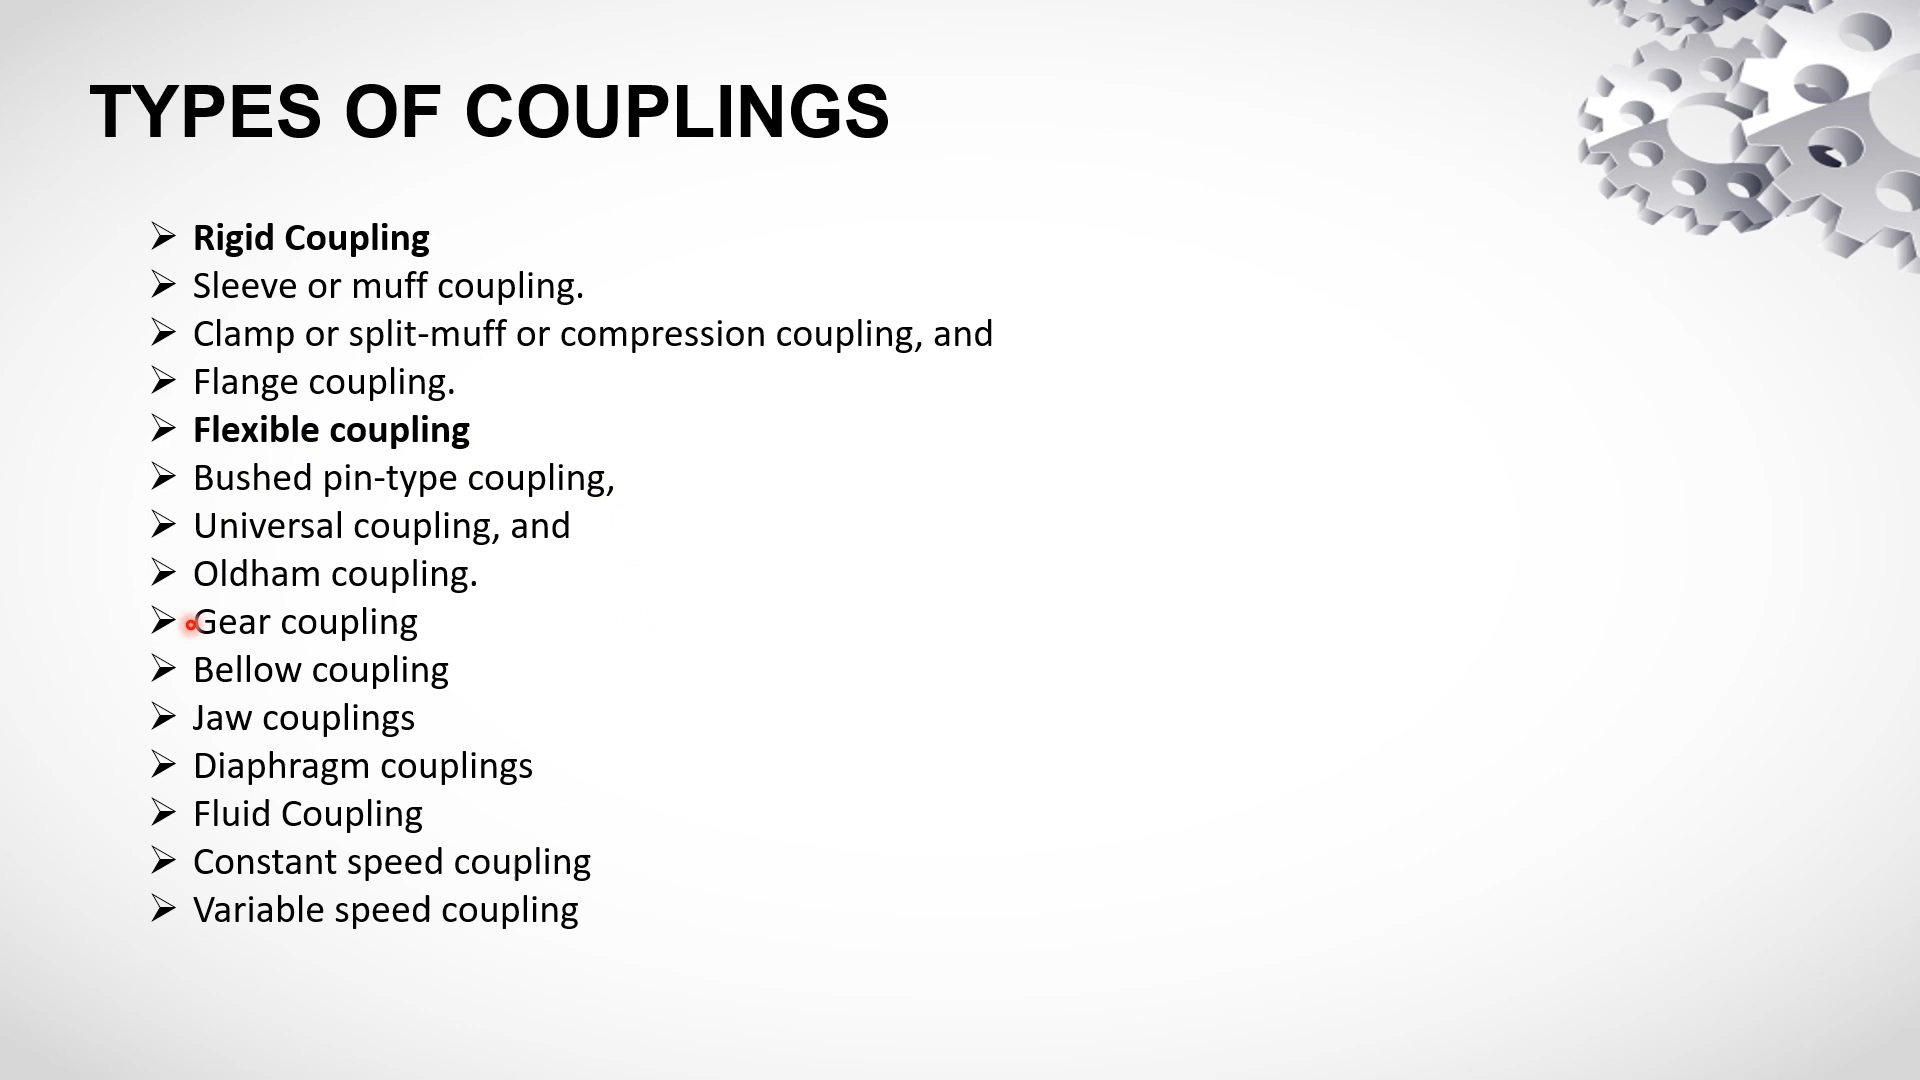 TYPES OF COUPLINGS
Rigid Coupling
Sleeve or muff coupling.
Clamp or split-muff or compression coupling, and
Flange coupling.
Flexible coupling
Bushed pin-type coupling,
Universal coupling, and
Oldham coupling.
Gear coupling
Bellow coupling
Jaw couplings
Diaphragm couplings
Fluid Coupling
Constant speed coupling
Variable speed coupling